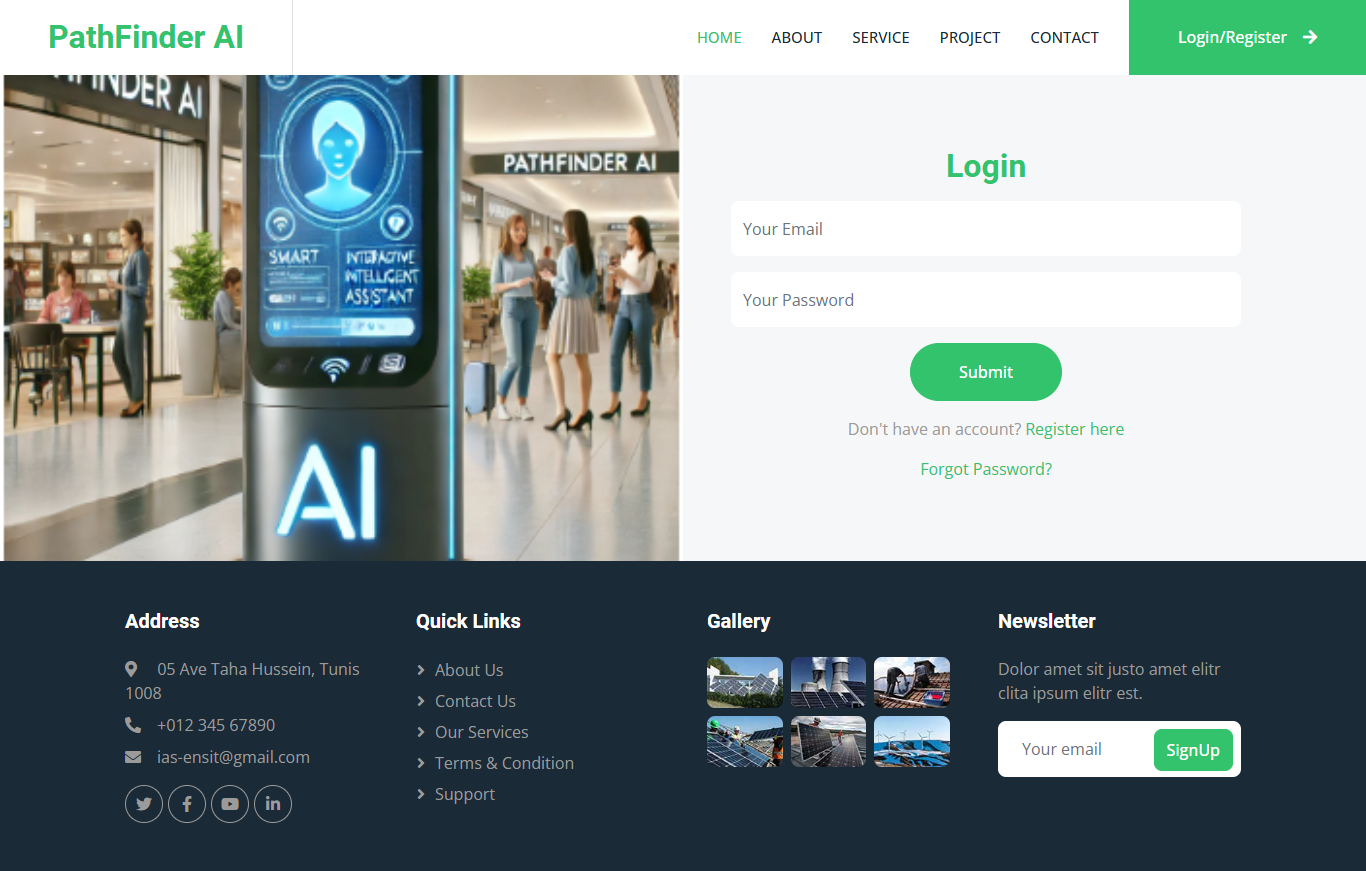 PathFinder AI
HOME ABOUT SERVICE PROJECT CONTACT Login/Register
AI
PATHFINDER AI
SMART
INTELLIGENT
ASSISTANT
AI
Login
Your Email
Your Password
Submit
Don't have an account? Register here
Forgot Password?
Address
05 Ave Taha Hussein, Tunis
1008
+012 345 67890
ias-ensit@gmail.com
Quick Links
About Us
Contact Us
Our Services
Terms & Condition
Support
Gallery
Newsletter
Dolor amet sit justo amet elitr
clita ipsum elitr est.
Your email SignUp